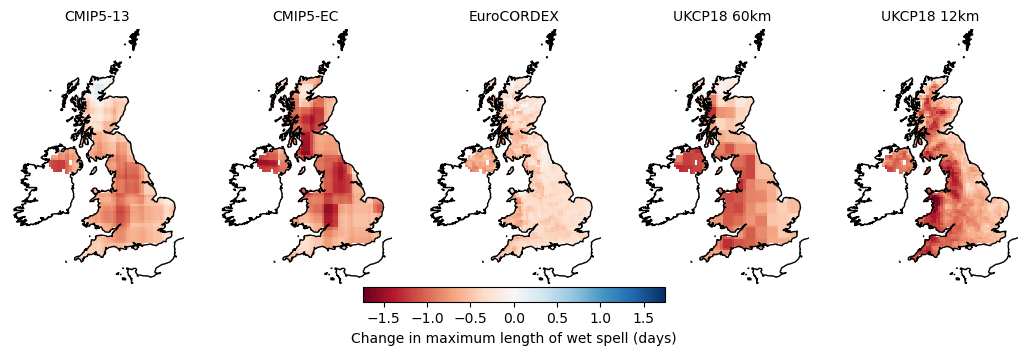 CMIP5-13 CMIP5-EC EuroCORDEX UKCP18 60km UKCP18 12km
−1.5 −1.0 −0.5 0.0 0.5 1.0 1.5
Change in maximum length of wet spell (days)